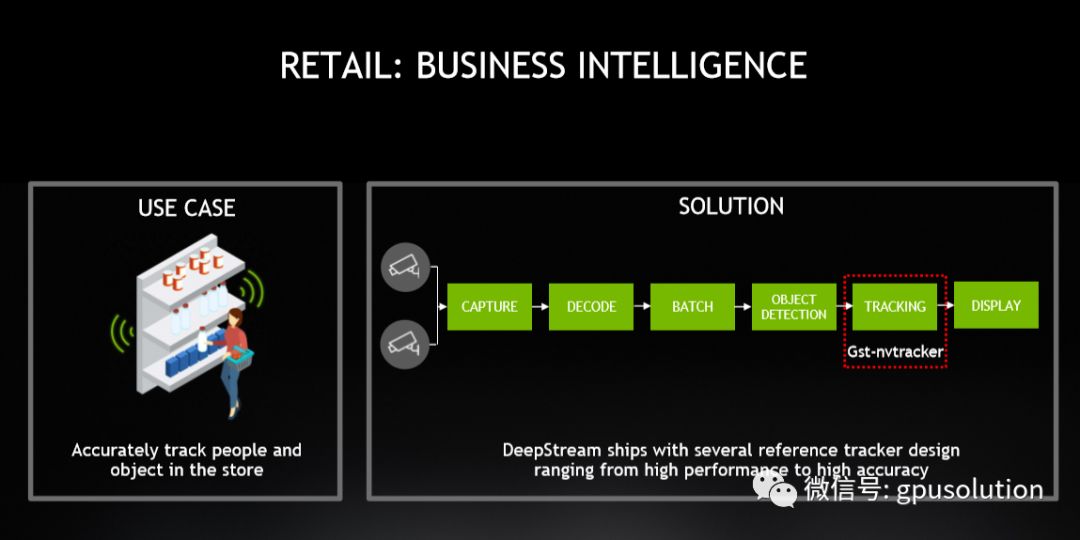 RETAIL: BUSINESS INTELLIGENCE
USE CASE
Accurately track people and
object in the store
SOLUTION
CAPTURE
DECODE
BATCH
OBJECT
DETECTION
TRACKING
DISPLAY
Gst-nvtracker
DeepStream ships with several reference tracker design
ranging from high performance to high accuracy
微信号: gpusolution